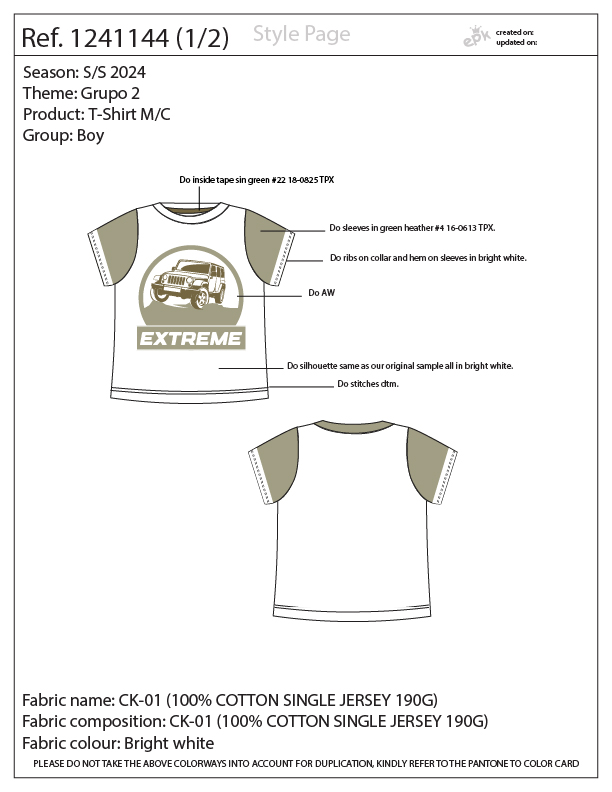 Ref. 1241144 (1/2)
Style Page
epk
created on:
updated on:
Season: S/S 2024
Theme: Grupo 2
Product: T-Shirt M/C
Group: Boy
Do inside tape sin green #22 18-0825 TPX
Do sleeves in green heather #4 16-0613 TPX.
Do ribs on collar and hem on sleeves in bright white.
Do AW
EXTREME
Do silhouette same as our original sample all in bright white.
Do stitches dtm.
Fabric name: CK-01 (100% COTTON SINGLE JERSEY 190G)
Fabric composition: CK-01 (100% COTTON SINGLE JERSEY 190G)
Fabric colour: Bright white
PLEASE DO NOT TAKE THE ABOVE COLORWAYS INTO ACCOUNT FOR DUPLICATION, KINDLY REFER TO THE PANTONE TO COLOR CARD